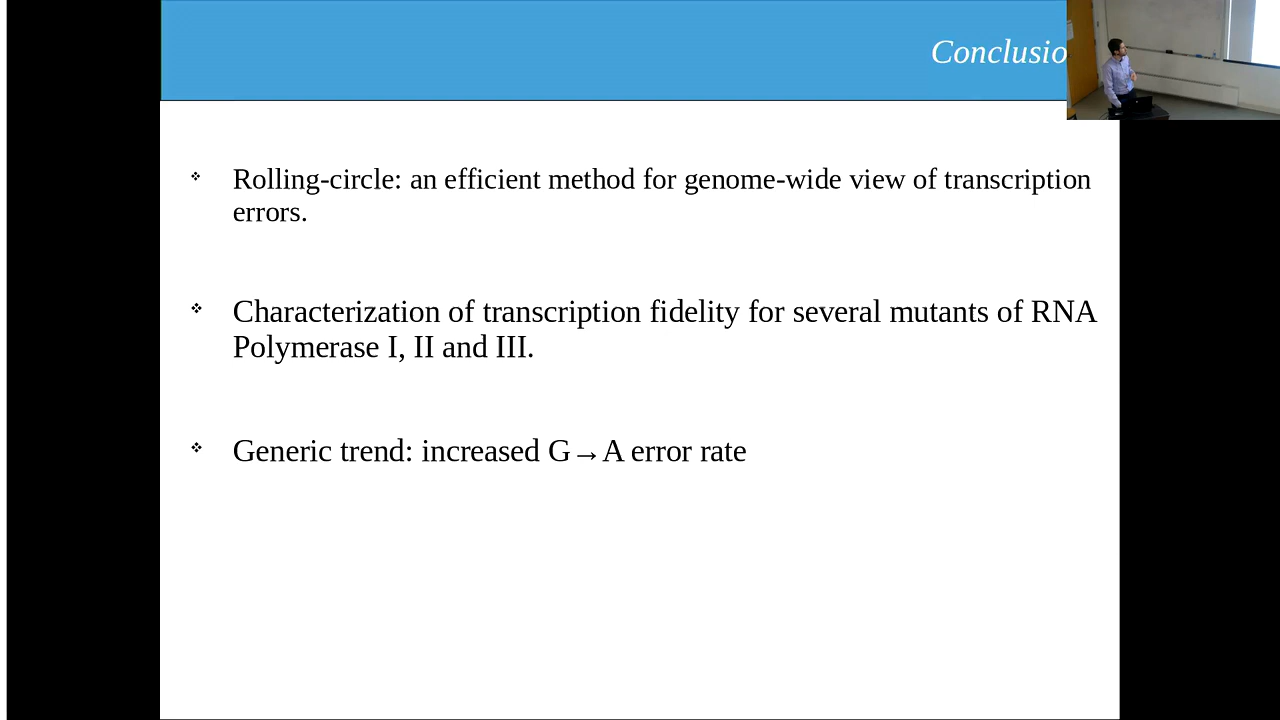 Conclusio
❖ Rolling-circle: an efficient method for genome-wide view of transcription
errors.
❖ Characterization of transcription fidelity for several mutants of RNA
Polymerase I, II and III.
❖ Generic trend: increased G→A error rate